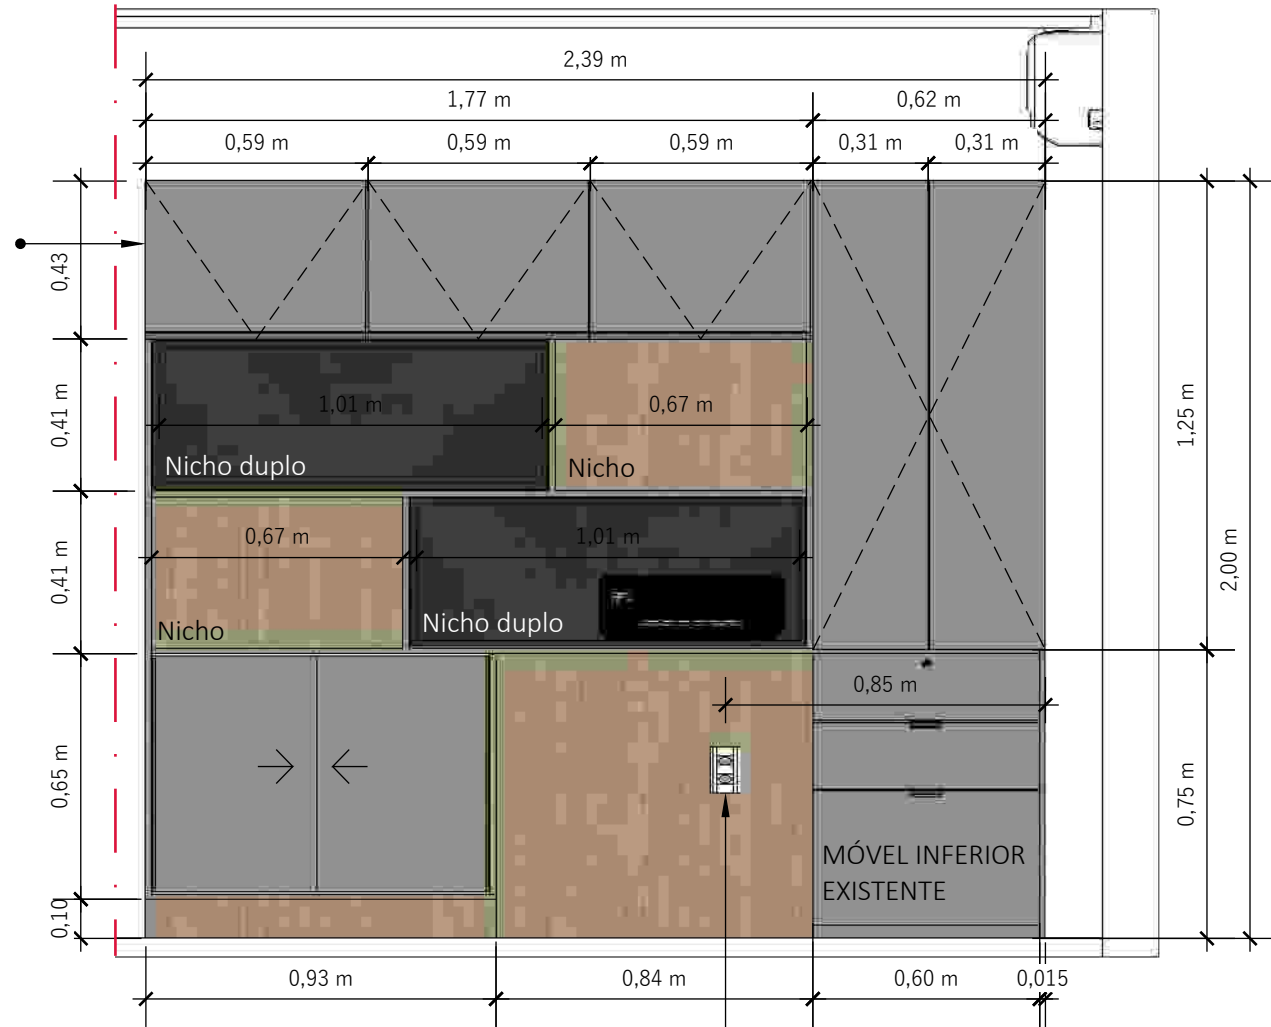 2,39 m
1,77 m
0,62 m
0,59 m
0,59 m
0,59 m
0,31 m
0,31 m
0,43
0,41 m
1,01 m
0,67 m
1,25 m
Nicho duplo
Nicho
0,41 m
0,67 m
1,01 m
2,00 m
Nicho
Nicho duplo
0,85 m
0,65 m
0,75 m
MÓVEL INFERIOR
EXISTENTE
0,10
0,93 m
0,84 m
0,60 m
0,015